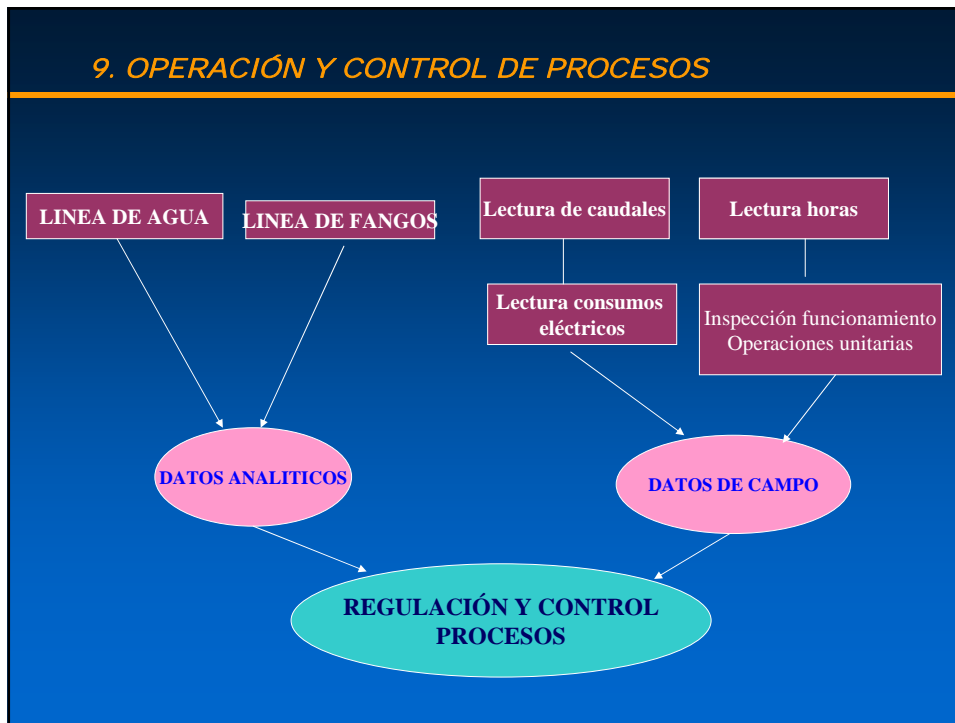 9. OPERACIÓN Y CONTROL DE PROCESOS
LINEA DE AGUA
LINEA DE FANGOS
Lectura de caudales
Lectura horas
Lectura consumos
eléctricos
Inspección funcionamiento
Operaciones unitarias
DATOS ANALITICOS
DATOS DE CAMPO
REGULACIÓN Y CONTROL
PROCESOS